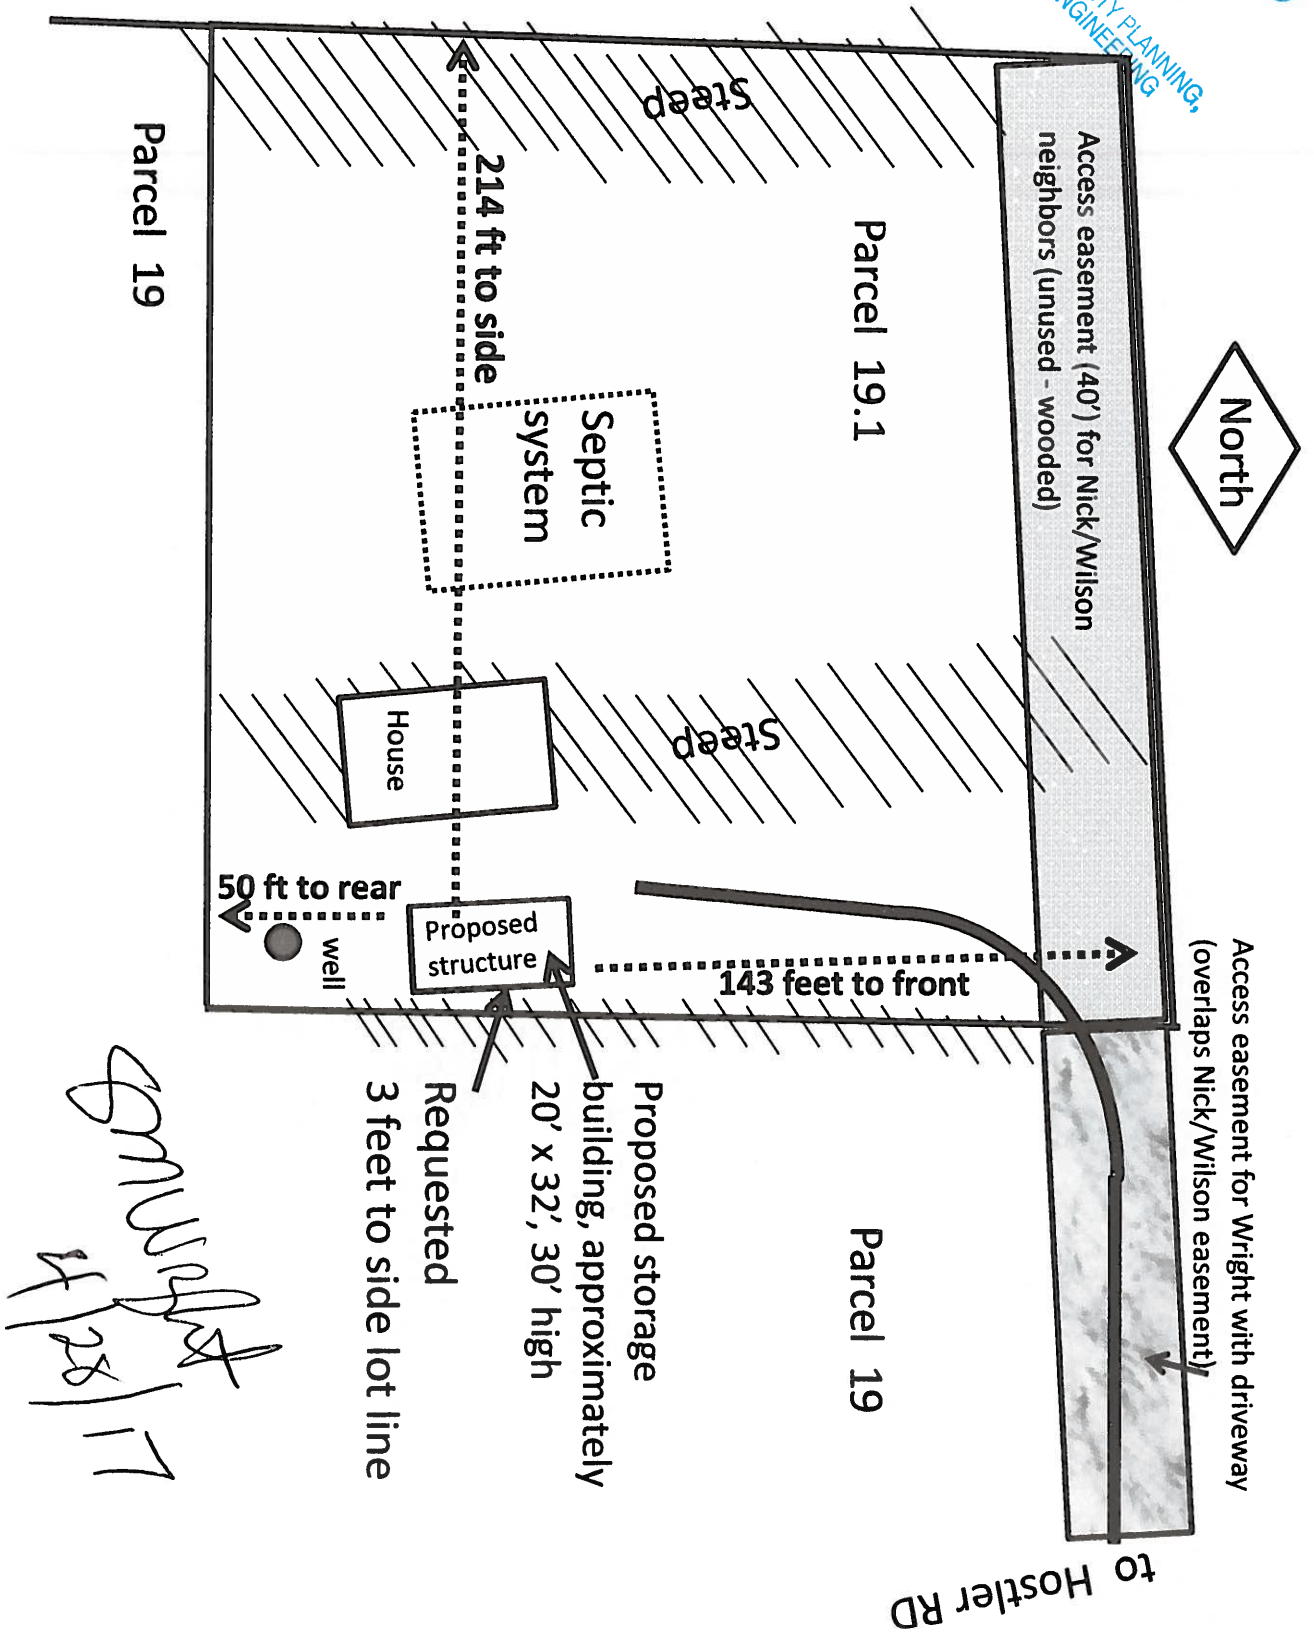 TY PLANNING,
NGINEERING
North
Access easement (40') for Nick/Wilson
neighbors (unused - wooded)
Access easement for Wright with driveway
(overlaps Nick/Wilson easement)
to Hostler RD
Steep
Parcel 19.1
214 ft to side
Septic
system
Steep
House
143 feet to front
Proposed
structure
50 ft to rear
well
Parcel 19
Parcel 19
Proposed storage
building, approximately
20' x 32', 30' high
Requested
3 feet to side lot line
4/28/17